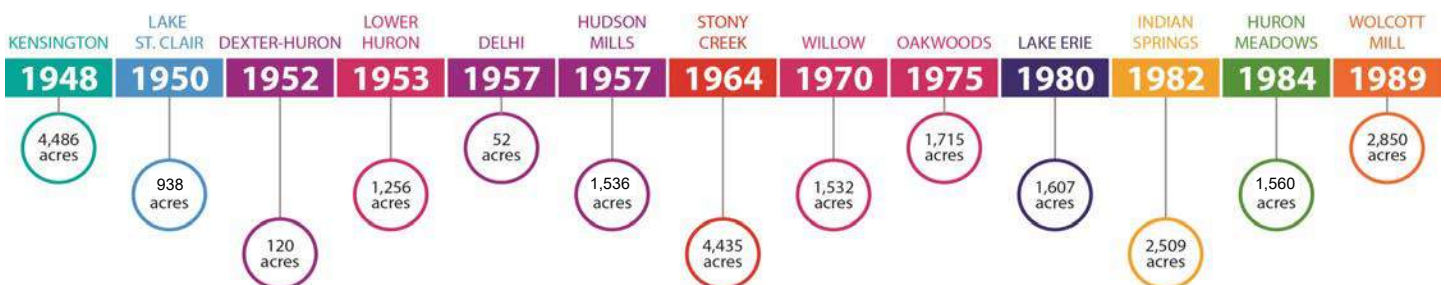 KENSINGTON
1948
4,486
acres
LAKE
ST. CLAIR
1950
938
acres
DEXTER-HURON
1952
120
acres
LOWER
HURON
1953
1,256
acres
DELHI
1957
52
acres
HUDSON
MILLS
1957
1,536
acres
STONY
CREEK
1964
4,435
acres
WILLOW
1970
1,532
acres
OAKWOODS
1975
1,715
acres
LAKE ERIE
1980
1,607
acres
INDIAN
SPRINGS
1982
2,509
acres
HURON
MEADOWS
1984
1,560
acres
WOLCOTT
MILL
1989
2,850
acres